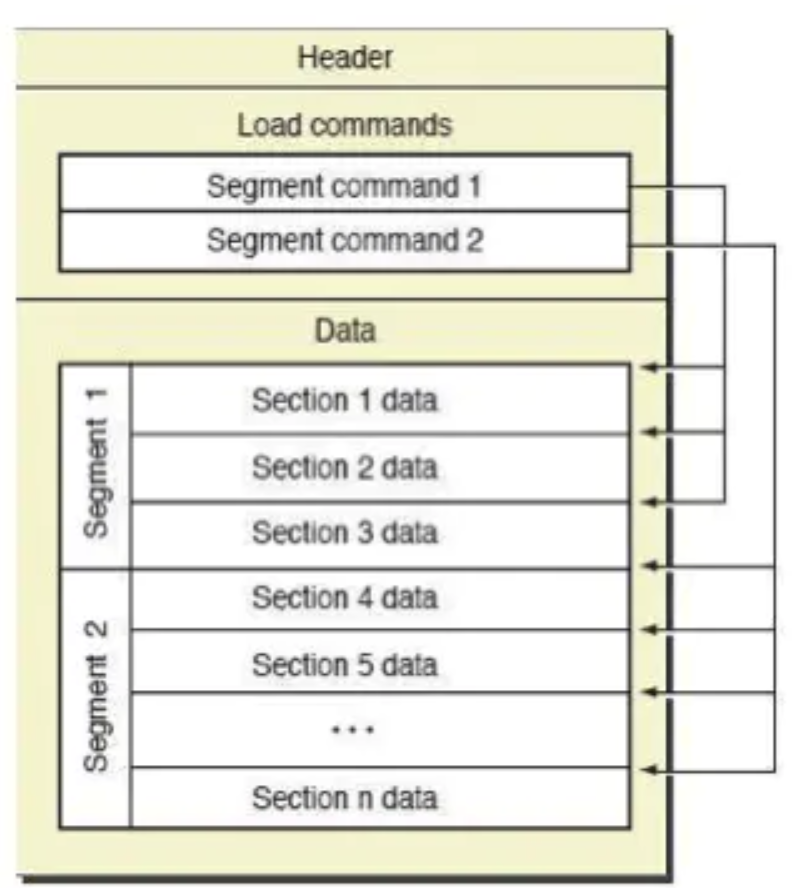 Header
Load commands
Segment command 1
Segment command 2
Data
Segment 1
Section 1 data
Section 2 data
Section 3 data
Segment 2
Section 4 data
Section 5 data
...
Section n data